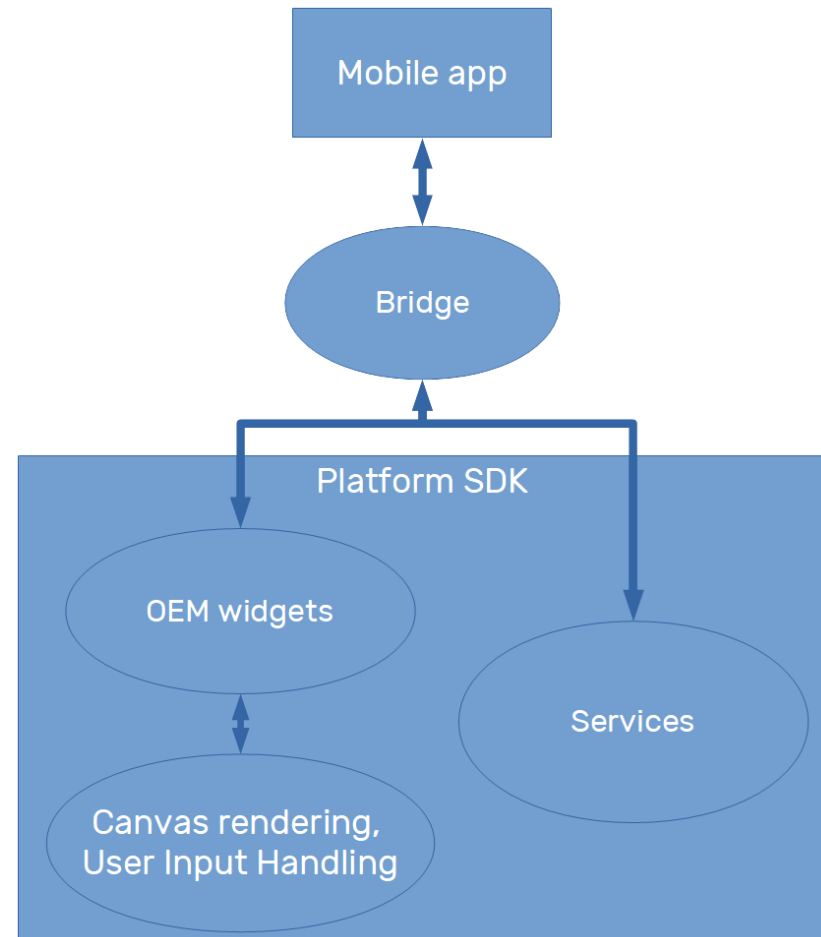 Mobile app
Bridge
Platform SDK
OEM widgets
Services
Canvas rendering,
User Input Handling